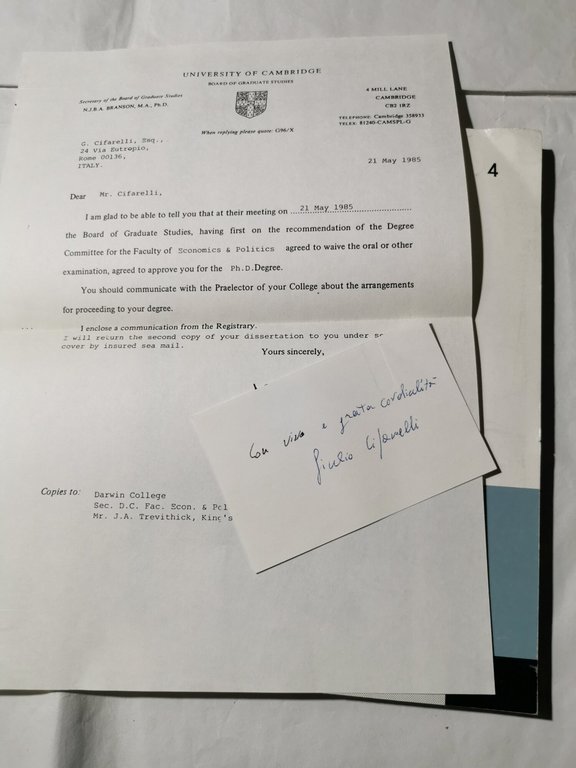 UNIVERSITY OF CAMBRIDGE
BOARD OF GRADUATE STUDIES
Secretary of the Board of Graduate Studies
N.J.B.A. BRANSON, M.A., Ph.D.
4 MILL LANE
CAMBRIDGE
CB2 1RZ
TELEPHONE: Cambridge 358933
TELEX: 81240-CAMSPL-G
When replying please quote: G96/X
G. Cifarelli, Esq.,
24 Via Eutropio,
Rome 00136,
ITALY.
21 May 1985
4
Dear Mr. Cifarelli,
I am glad to be able to tell you that at their meeting on 21 May 1985
the Board of Graduate Studies, having first on the recommendation of the Degree
Committee for the Faculty of Sconomics & Politics agreed to waive the oral or other
examination, agreed to approve you for the Ph.D. Degree.
You should communicate with the Praelector of your College about the arrangements
for proceeding to your degree.
I enclose a communication from the Registrary.
I will return the second copy of your dissertation to you under
cover by insured sea mail.
Yours sincerely,
Con viva e grata cordialità
Giulio Cifarelli
Copies to: Darwin College
Sec. D.C. Fac. Econ. & Pol
Mr. J.A. Trevithick, King's